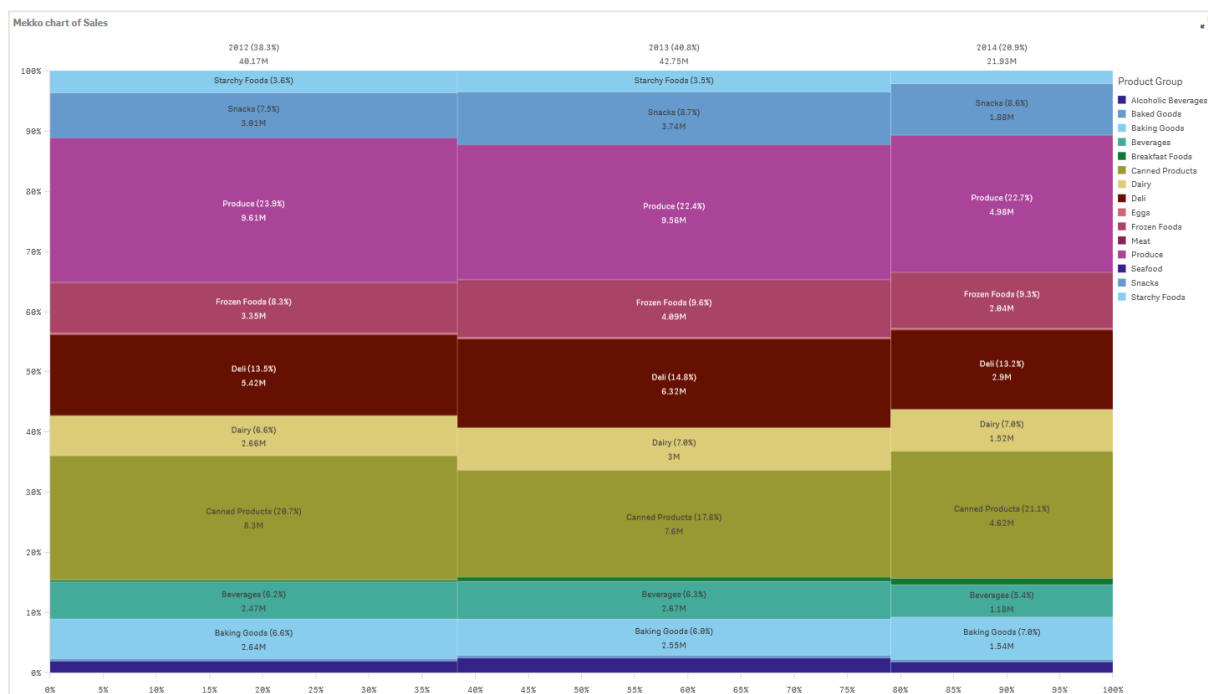 Mekko chart of Sales
2012 (38.3%)
40.17M
2013 (40.8%)
42.75M
2014 (20.9%)
21.93M
100%
90%
80%
70%
60%
50%
40%
30%
20%
10%
0%
Starchy Foods (3.6%)
Snacks (7.5%)
3.01M
Produce (23.9%)
9.61M
Frozen Foods (8.3%)
3.35M
Deli (13.5%)
5.42M
Dairy (6.6%)
2.66M
Canned Products (20.7%)
8.3M
Beverages (6.2%)
2.47M
Baking Goods (6.6%)
2.64M
Starchy Foods (3.5%)
Snacks (8.7%)
3.74M
Produce (22.4%)
9.56M
Frozen Foods (9.6%)
4.09M
Deli (14.8%)
6.32M
Dairy (7.0%)
3M
Canned Products (17.8%)
7.6M
Beverages (6.3%)
2.67M
Baking Goods (6.0%)
2.55M
Snacks (8.6%)
1.88M
Produce (22.7%)
4.98M
Frozen Foods (9.3%)
2.04M
Deli (13.2%)
2.9M
Dairy (7.0%)
1.52M
Canned Products (21.1%)
4.62M
Beverages (5.4%)
1.18M
Baking Goods (7.0%)
1.54M
0% 5% 10% 15% 20% 25% 30% 35% 40% 45% 50% 55% 60% 65% 70% 75% 80% 85% 90% 95% 100%
Product Group
Alcoholic Beverages
Baked Goods
Baking Goods
Beverages
Breakfast Foods
Canned Products
Dairy
Deli
Eggs
Frozen Foods
Meat
Produce
Seafood
Snacks
Starchy Foods